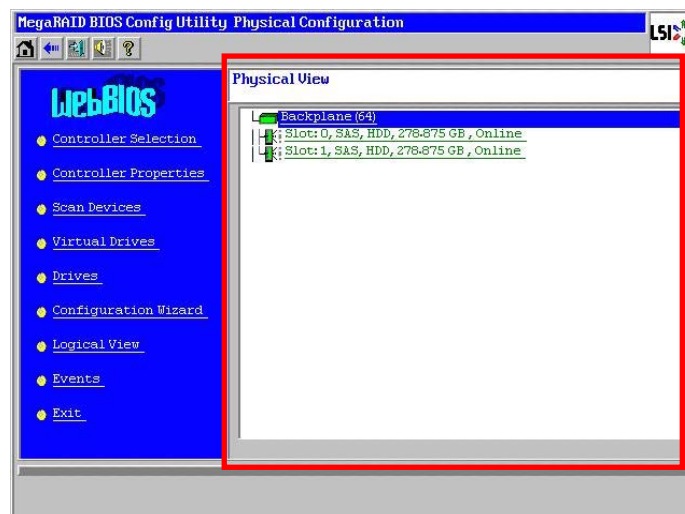 MegaRAID BIOS Config Utility Physical Configuration
LSI
?
WebBIOS
Controller Selection
Controller Properties
Scan Devices
Virtual Drives
Drives
Configuration Wizard
Logical View
Events
Exit
Physical View
Backplane (64)
Slot: 0, SAS, HDD, 278.875 GB , Online
Slot: 1, SAS, HDD, 278.875 GB , Online